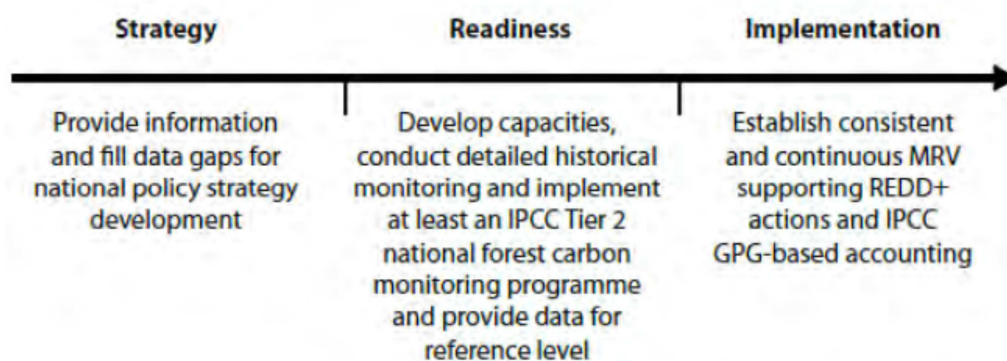 Strategy
Readiness
Implementation
Provide information
and fill data gaps for
national policy strategy
development
Develop capacities,
conduct detailed historical
monitoring and implement
at least an IPCC Tier 2
national forest carbon
monitoring programme
and provide data for
reference level
Establish consistent
and continuous MRV
supporting REDD+
actions and IPCC
GPG-based accounting